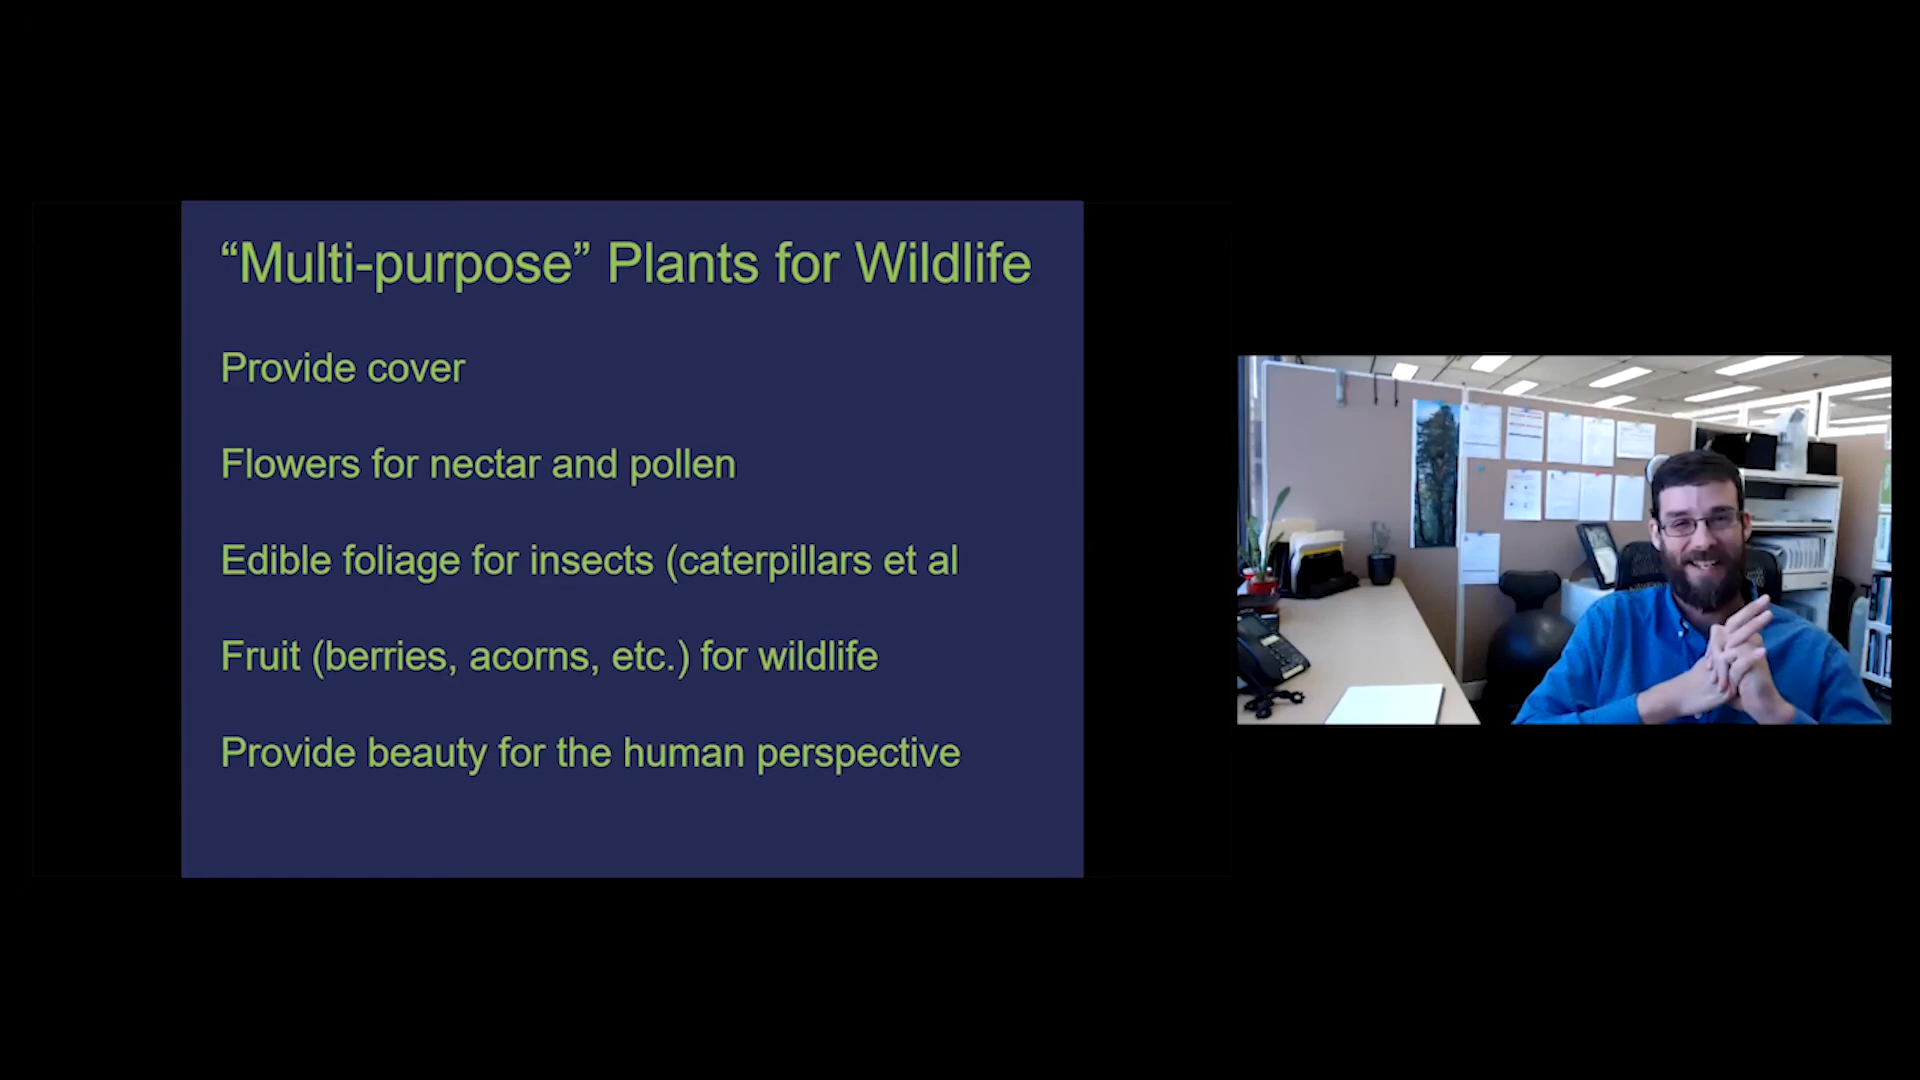 “Multi-purpose” Plants for Wildlife
Provide cover
Flowers for nectar and pollen
Edible foliage for insects (caterpillars et al
Fruit (berries, acorns, etc.) for wildlife
Provide beauty for the human perspective